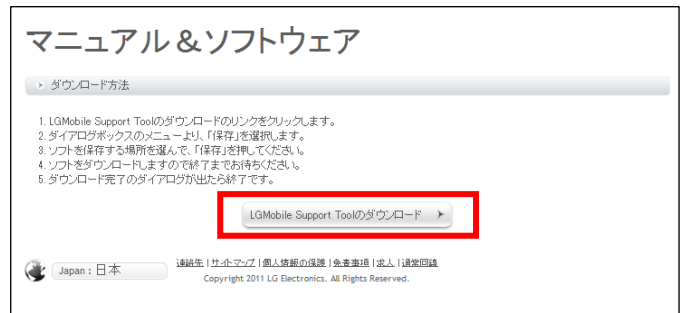 マニュアル&ソフトウェア
ダウンロード方法
1. LGMobile Support Toolのダウンロードのリンクをクリックします。
2. ダイアログボックスのメニューより、「保存」を選択します。
3. ソフトを保存する場所を選んで、「保存」を押してください。
4. ソフトをダウンロードしますので終了までお待ちください。
5. ダウンロード完了のダイアログが出たら終了です。
LGMobile Support Toolのダウンロード
Japan : 日本
連絡先 | サイトマップ | 個人情報の保護 | 免責事項 | 求人 | 通常回線
Copyright 2011 LG Electronics. All Rights Reserved.